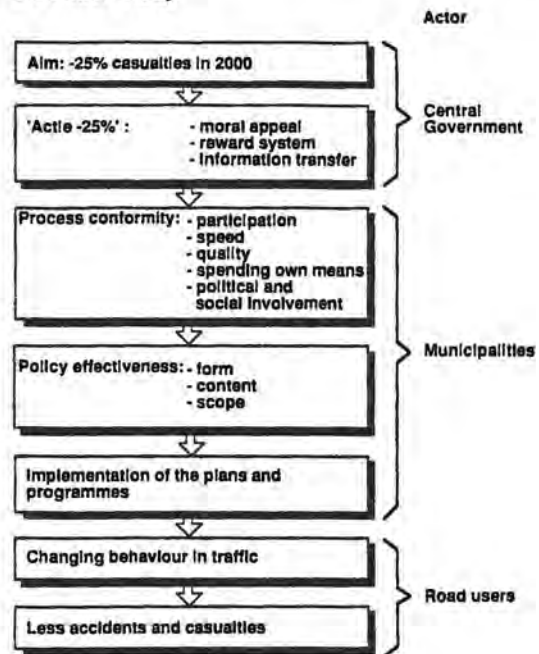 Actor
Aim: -25% casualties in 2000
'Actie -25%' :
- moral appeal
- reward system
- information transfer
Central
Government
Process conformity:
- participation
- speed
- quality
- spending own means
- political and
social involvement
Policy effectiveness:
- form
- content
- scope
Municipalities
Implementation of the plans and
programmes
Changing behaviour in traffic
Less accidents and casualties
Road users